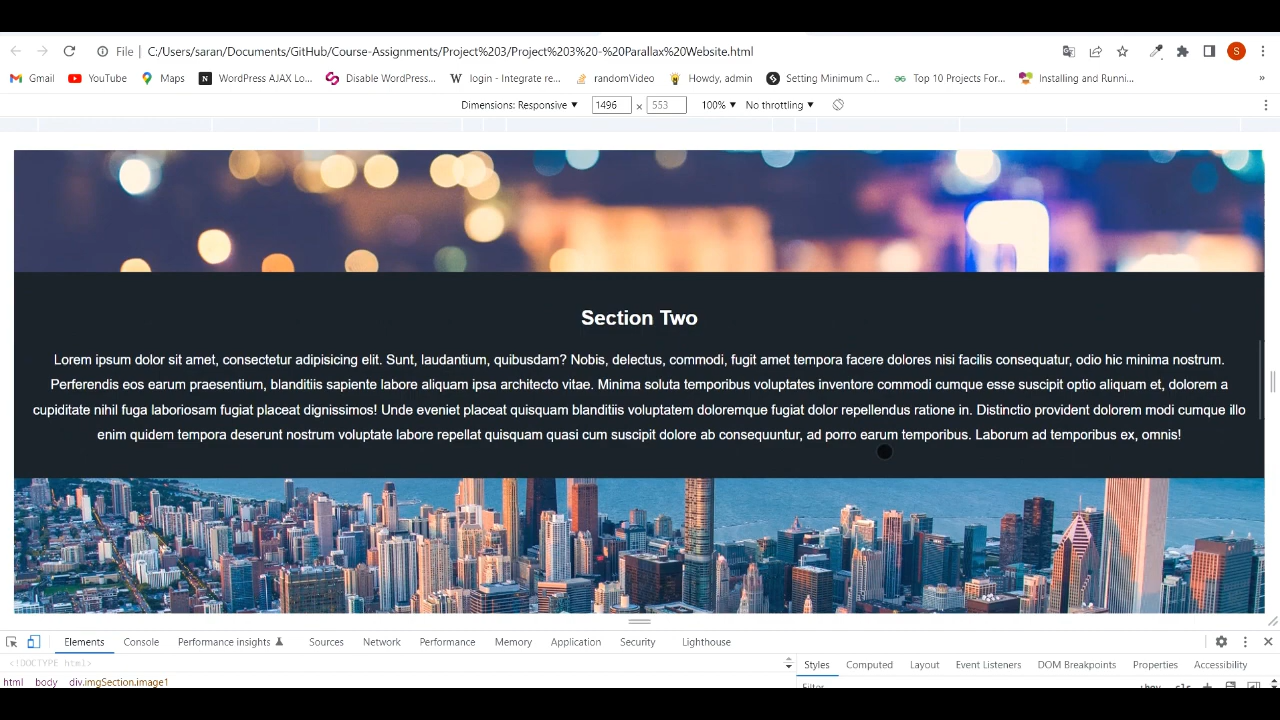 File | C:/Users/saran/Documents/GitHub/Course-Assignments/Project%203/Project%203%20-%20Parallax%20Website.html
S
Gmail YouTube Maps WordPress AJAX Lo... Disable WordPress... login - Integrate re... randomVideo Howdy, admin Setting Minimum C... Top 10 Projects For... Installing and Runni... »
Dimensions: Responsive ▼ 1496 × 553 100% ▼ No throttling ▼
Section Two
Lorem ipsum dolor sit amet, consectetur adipisicing elit. Sunt, laudantium, quibusdam? Nobis, delectus, commodi, fugit amet tempora facere dolores nisi facilis consequatur, odio hic minima nostrum.
Perferendis eos earum praesentium, blanditiis sapiente labore aliquam ipsa architecto vitae. Minima soluta temporibus voluptates inventore commodi cumque esse suscipit optio aliquam et, dolorem a
cupiditate nihil fuga laboriosam fugiat placeat dignissimos! Unde eveniet placeat quisquam blanditiis voluptatem doloremque fugiat dolor repellendus ratione in. Distinctio provident dolorem modi cumque illo
enim quidem tempora deserunt nostrum voluptate labore repellat quisquam quasi cum suscipit dolore ab consequuntur, ad porro earum temporibus. Laborum ad temporibus ex, omnis!
Elements Console Performance insights Sources Network Performance Memory Application Security Lighthouse
<!DOCTYPE html>
Styles Computed Layout Event Listeners DOM Breakpoints Properties Accessibility
html body div.imgSection.image1